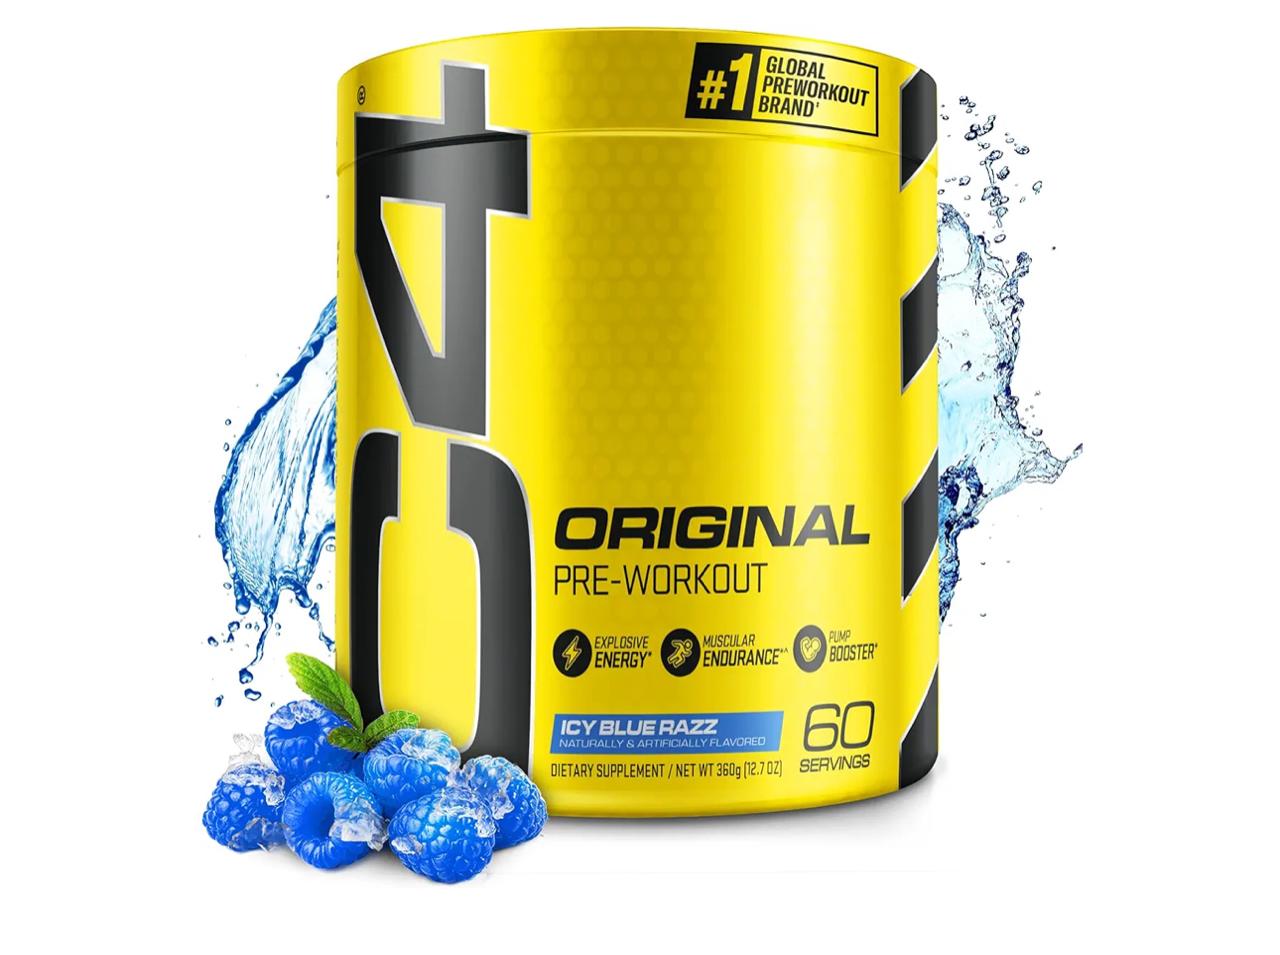 #1 GLOBAL
PREWORKOUT
BRAND‡
C4®
ORIGINAL
PRE-WORKOUT
EXPLOSIVE
ENERGY*
MUSCULAR
ENDURANCE*^
PUMP
BOOSTER*
ICY BLUE RAZZ
NATURALLY & ARTIFICIALLY FLAVORED
60
SERVINGS
DIETARY SUPPLEMENT / NET WT 360g (12.7 OZ)